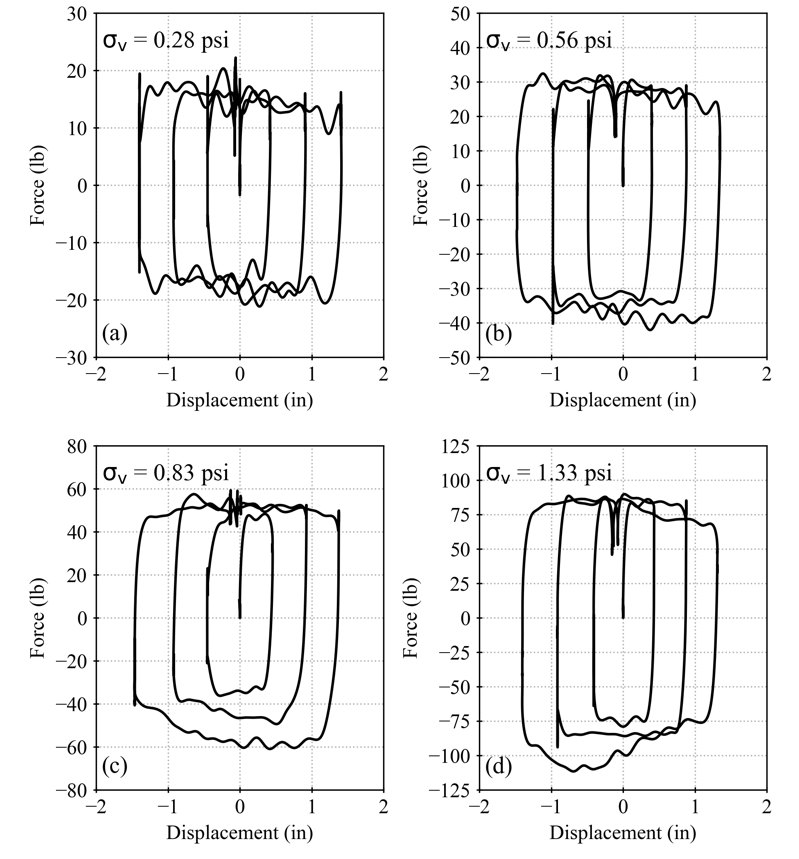 30
20
10
0
−10
−20
−30
Force (lb)
σv = 0.28 psi
(a)
−2 −1 0 1 2
Displacement (in)
50
40
30
20
10
0
−10
−20
−30
−40
−50
Force (lb)
σv = 0.56 psi
(b)
−2 −1 0 1 2
Displacement (in)
80
60
40
20
0
−20
−40
−60
−80
Force (lb)
σv = 0.83 psi
(c)
−2 −1 0 1 2
Displacement (in)
125
100
75
50
25
0
−25
−50
−75
−100
−125
Force (lb)
σv = 1.33 psi
(d)
−2 −1 0 1 2
Displacement (in)